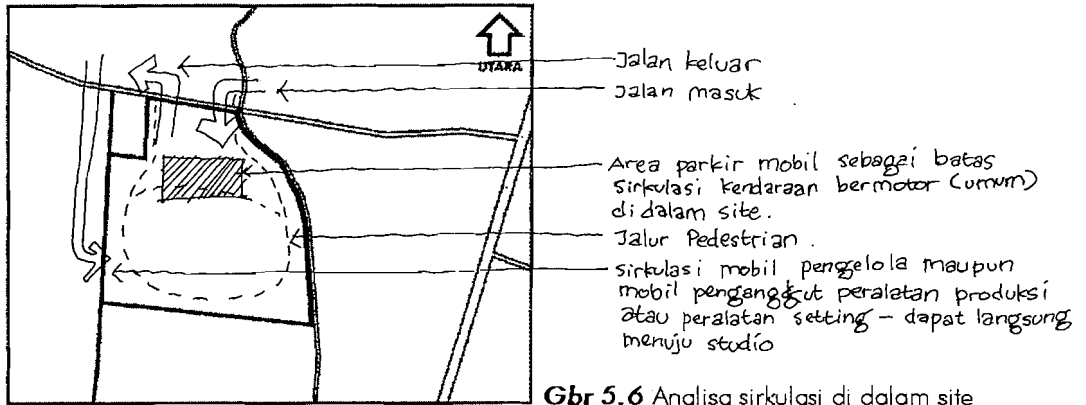 UTARA
Jalan keluar
Jalan masuk
Area parkir mobil sebagai batas
sirkulasi kendaraan bermotor (umum)
di dalam site.
Jalur Pedestrian.
sirkulasi mobil pengelola maupun
mobil pengangkut peralatan produksi
atau peralatan setting – dapat langsung
menuju studio
Gbr 5.6 Analisa sirkulasi di dalam site